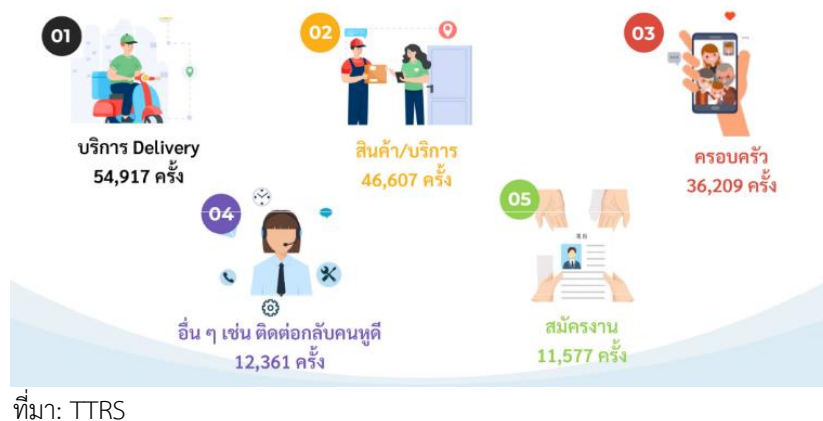 01
บริการ Delivery
54,917 ครั้ง
02
สินค้า/บริการ
46,607 ครั้ง
03
ครอบครัว
36,209 ครั้ง
04
อื่น ๆ เช่น ติดต่อกลับคนหูดี
12,361 ครั้ง
05
สมัครงาน
11,577 ครั้ง
ที่มา: TTRS